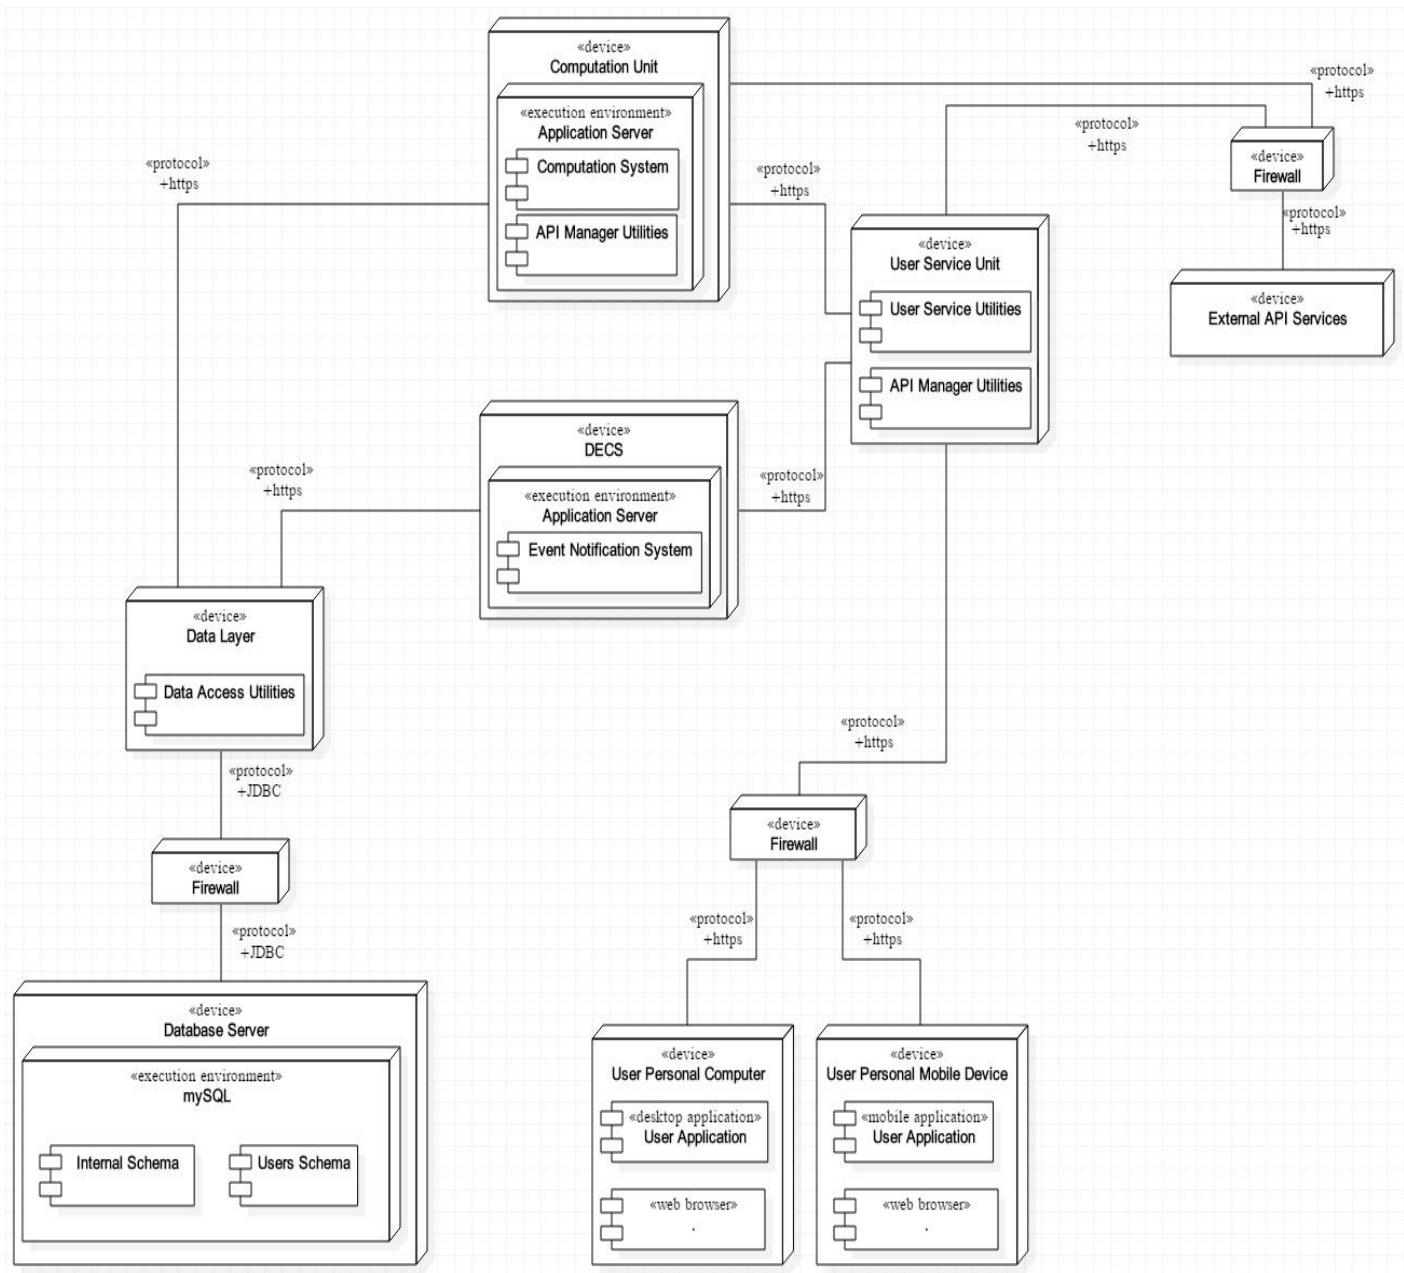 «device»
Computation Unit
«execution environment»
Application Server
Computation System
API Manager Utilities
«protocol»
+https
«protocol»
+https
«protocol»
+https
«protocol»
+https
«device»
Firewall
«protocol»
+https
«device»
External API Services
«device»
User Service Unit
User Service Utilities
API Manager Utilities
«device»
DECS
«execution environment»
Application Server
Event Notification System
«protocol»
+https
«protocol»
+https
«device»
Data Layer
Data Access Utilities
«protocol»
+JDBC
«device»
Firewall
«protocol»
+JDBC
«device»
Database Server
«execution environment»
mySQL
Internal Schema
Users Schema
«protocol»
+https
«device»
Firewall
«protocol»
+https
«protocol»
+https
«device»
User Personal Computer
«desktop application»
User Application
«web browser»
.
«device»
User Personal Mobile Device
«mobile application»
User Application
«web browser»
.